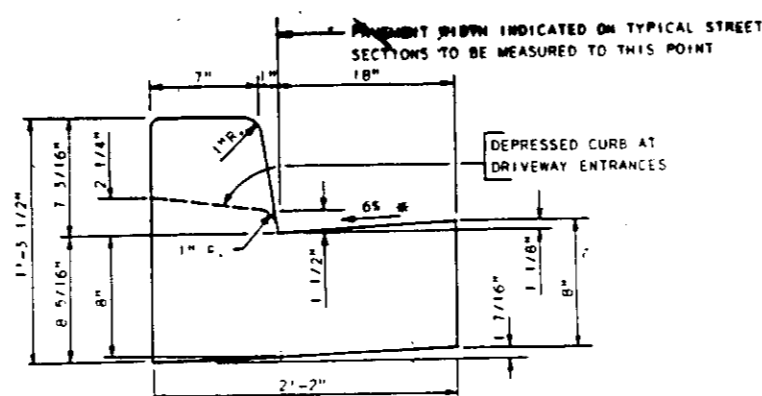 PAVEMENT WIDTH INDICATED ON TYPICAL STREET
SECTIONS TO BE MEASURED TO THIS POINT
7"
1"
18"
1"R.
DEPRESSED CURB AT
DRIVEWAY ENTRANCES
1'-3 1/2"
7 3/16"
2 1/4"
6% *
1" R.
8 5/16"
8"
1 1/2"
1 1/8"
8"
1 7/16"
2'-2"